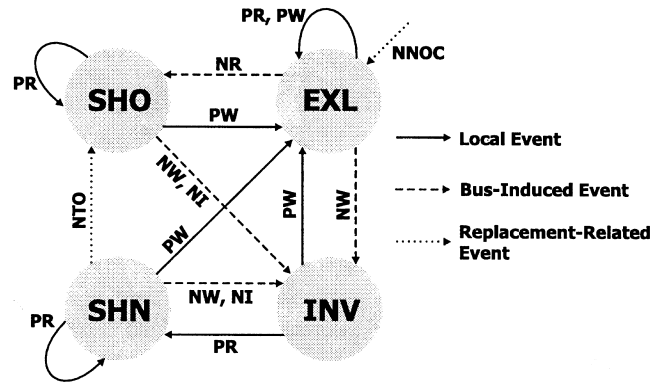 PR, PW
NNOC
NR
PR
SHO
EXL
PW
Local Event
NW, NI
NTO
PW
PW
NW
Bus-Induced Event
Replacement-Related
Event
NW, NI
PR
SHN
INV
PR